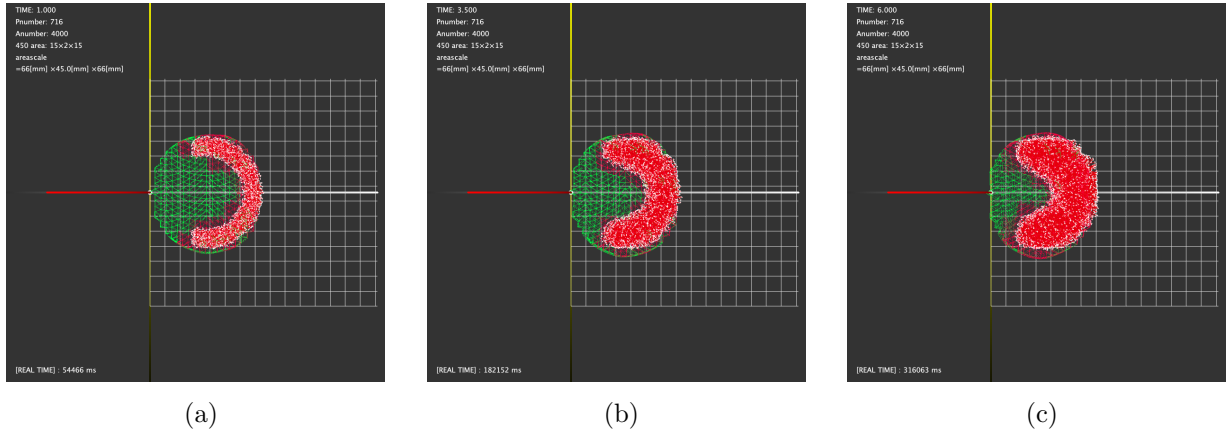 TIME: 1.000
Pnumber: 716
Anumber: 4000
450 area: 15×2×15
areascale
=66[mm] ×45.0[mm] ×66[mm]
[REAL TIME] : 54466 ms
(a)
TIME: 3.500
Pnumber: 716
Anumber: 4000
450 area: 15×2×15
areascale
=66[mm] ×45.0[mm] ×66[mm]
[REAL TIME] : 182152 ms
(b)
TIME: 6.000
Pnumber: 716
Anumber: 4000
450 area: 15×2×15
areascale
=66[mm] ×45.0[mm] ×66[mm]
[REAL TIME] : 316063 ms
(c)